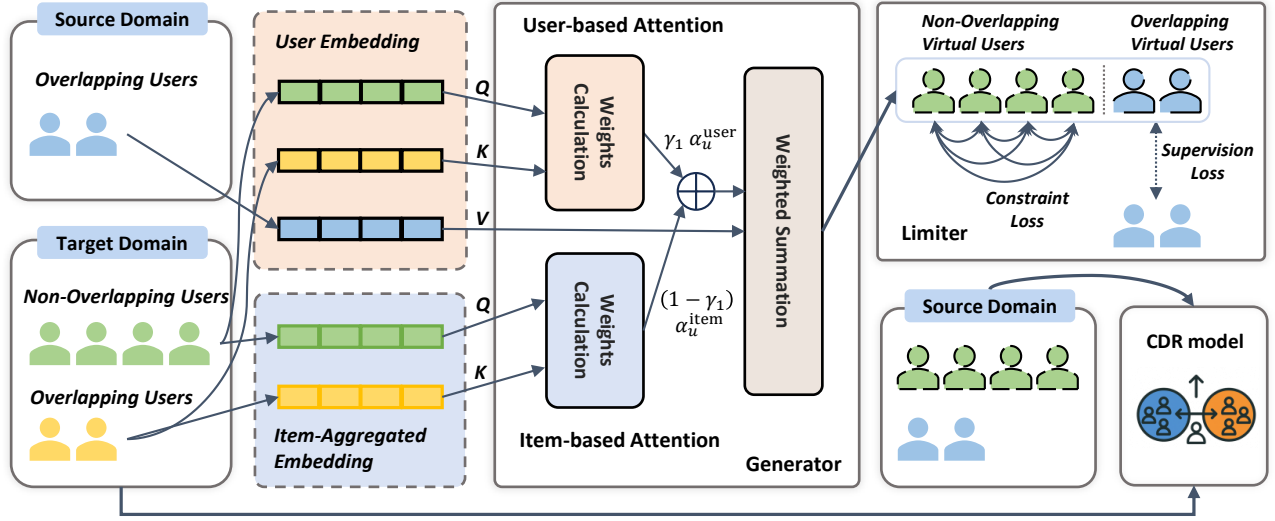 Source Domain
Overlapping Users
Target Domain
Non-Overlapping Users
Overlapping Users
User Embedding
Q
K
V
Q
K
Item-Aggregated
Embedding
User-based Attention
Weights
Calculation
γ₁ α_u^user
Weights
Calculation
(1 − γ₁)
α_u^item
Item-based Attention
Weighted Summation
Generator
Non-Overlapping
Virtual Users
Overlapping
Virtual Users
Constraint
Loss
Supervision
Loss
Limiter
Source Domain
CDR model